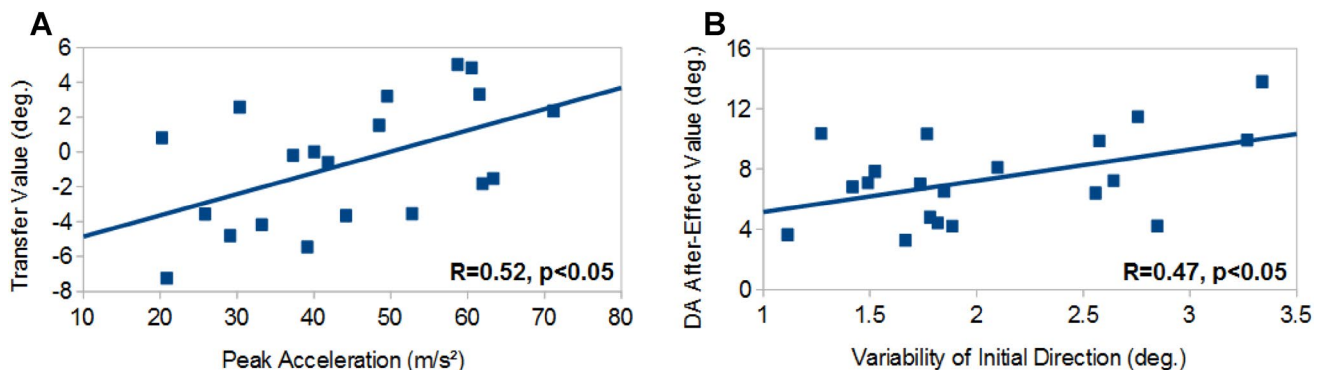 A
Transfer Value (deg.)
6
4
2
0
-2
-4
-6
-8
10 20 30 40 50 60 70 80
Peak Acceleration (m/s²)
R=0.52, p<0.05
B
DA After-Effect Value (deg.)
16
12
8
4
0
1 1.5 2 2.5 3 3.5
Variability of Initial Direction (deg.)
R=0.47, p<0.05